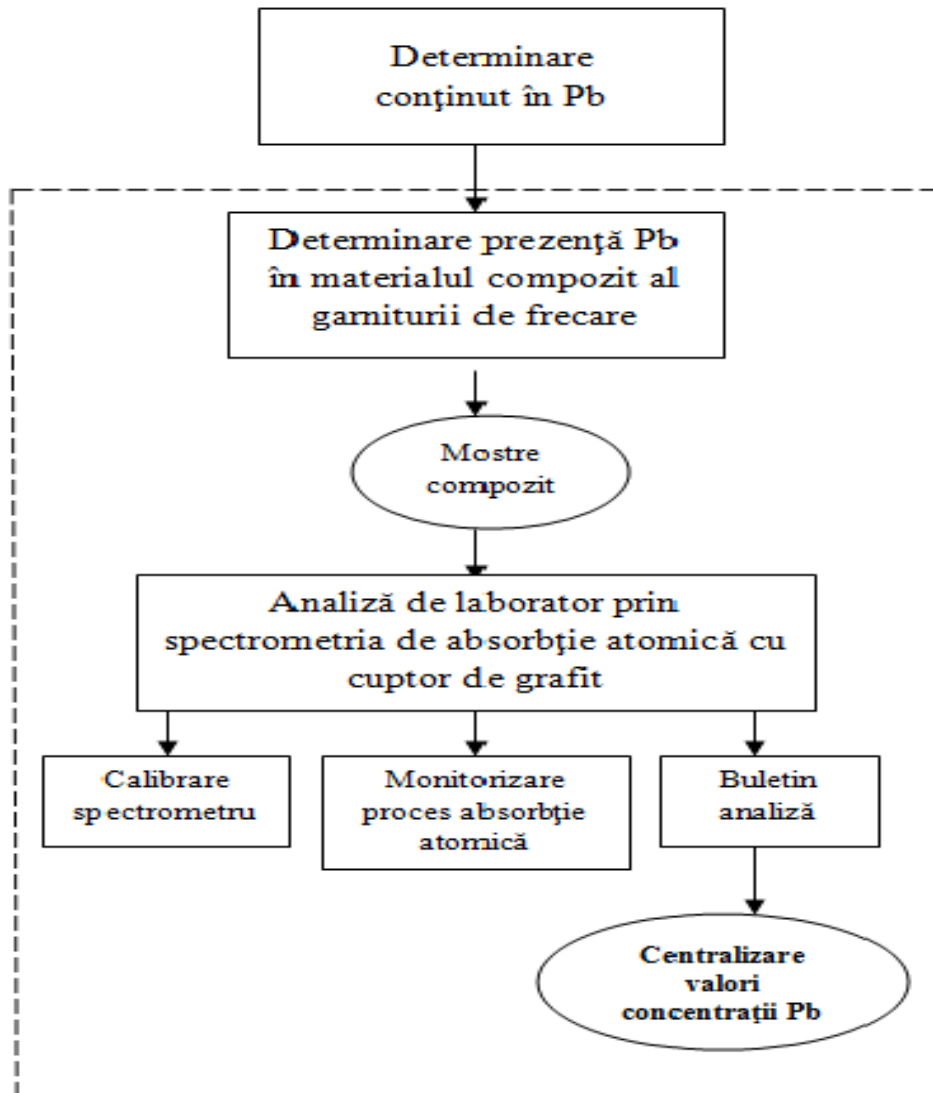 Determinare
conţinut în Pb
Determinare prezenţă Pb
în materialul compozit al
garniturii de frecare
Mostre
compozit
Analiză de laborator prin
spectrometria de absorbţie atomică cu
cuptor de grafit
Calibrare
spectrometru
Monitorizare
proces absorbţie
atomică
Buletin
analiză
Centralizare
valori
concentraţii Pb